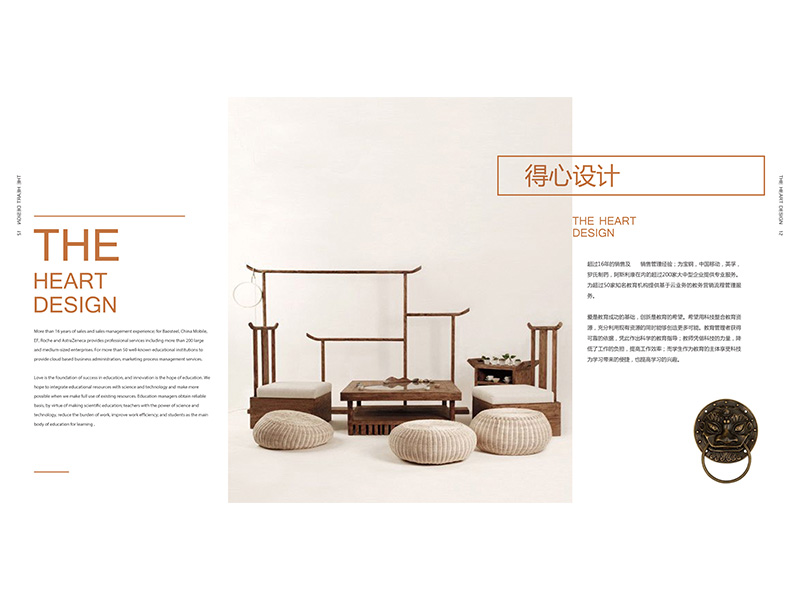 THE HEART DESIGN 13
THE
HEART
DESIGN
More than 16 years of sales and sales management experience; for Baosteel, China Mobile,
EF, Roche and AstraZeneca provides professional services including more than 200 large
and medium-sized enterprises. For more than 50 well-known educational institutions to
provide cloud based business administration, marketing process management services.
Love is the foundation of success in education, and innovation is the hope of education. We
hope to integrate educational resources with science and technology and make more
possible when we make full use of existing resources. Education managers obtain reliable
basis, by virtue of making scientific education; teachers with the power of science and
technology, reduce the burden of work, improve work efficiency; and students as the main
body of education for learning .
得心设计
THE HEART
DESIGN
超过16年的销售及 销售管理经验；为宝钢，中国移动，英孚，
罗氏制药，阿斯利康在内的超过200家大中型企业提供专业服务。
为超过50家知名教育机构提供基于云业务的教务营销流程管理服
务。
爱是教育成功的基础，创新是教育的希望。希望用科技整合教育资
源，充分利用现有资源的同时能够创造更多可能。教育管理者获得
可靠的依据，凭此作出科学的教育指导；教师凭借科技的力量，降
低了工作的负担，提高工作效率；而学生作为教育的主体享受科技
为学习带来的便捷，也提高学习的兴趣。
THE HEART DESIGN 12